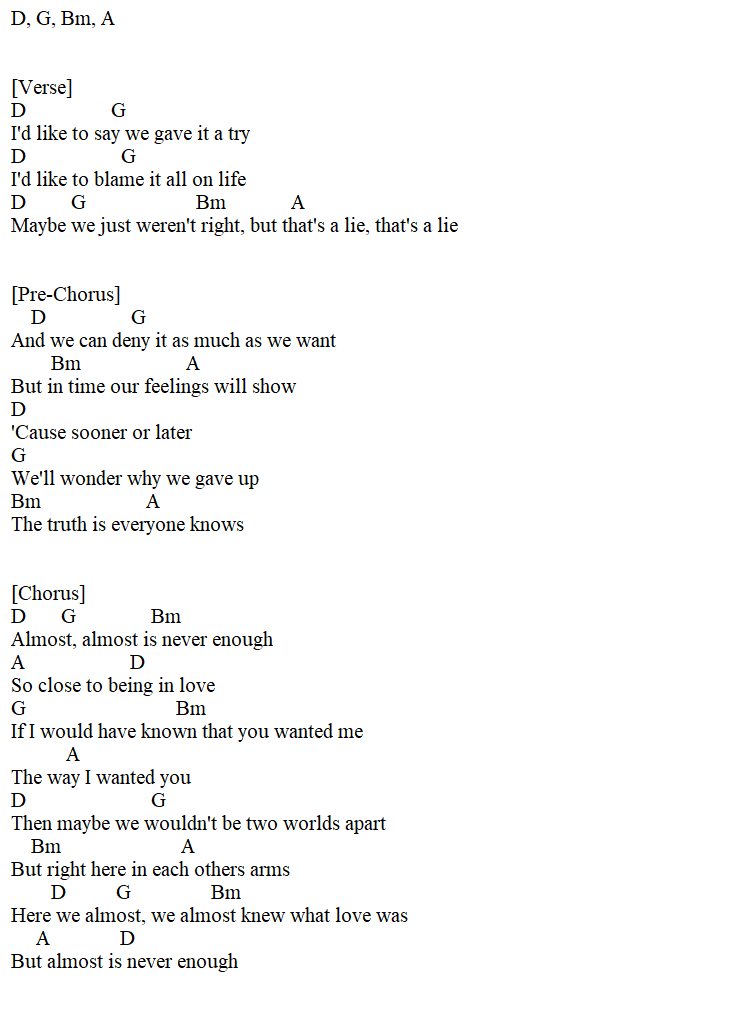 D, G, Bm, A
[Verse]
D G
I'd like to say we gave it a try
D G
I'd like to blame it all on life
D G Bm A
Maybe we just weren't right, but that's a lie, that's a lie
[Pre-Chorus]
D G
And we can deny it as much as we want
Bm A
But in time our feelings will show
D
'Cause sooner or later
G
We'll wonder why we gave up
Bm A
The truth is everyone knows
[Chorus]
D G Bm
Almost, almost is never enough
A D
So close to being in love
G Bm
If I would have known that you wanted me
A
The way I wanted you
D G
Then maybe we wouldn't be two worlds apart
Bm A
But right here in each others arms
D G Bm
Here we almost, we almost knew what love was
A D
But almost is never enough